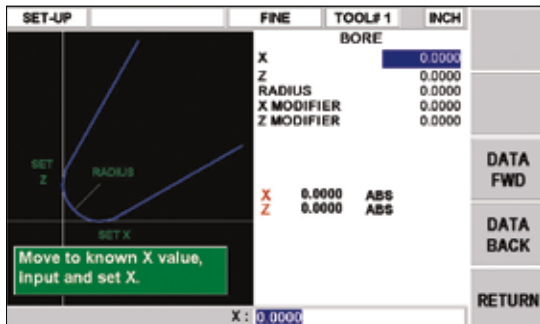 SET-UP FINE TOOL# 1 INCH
BORE
X 0.0000
Z 0.0000
RADIUS 0.0000
X MODIFIER 0.0000
Z MODIFIER 0.0000
SET
Z
RADIUS
SET X
X 0.0000 ABS
Z 0.0000 ABS
Move to known X value,
Input and set X.
X : 0.0000
DATA
FWD
DATA
BACK
RETURN